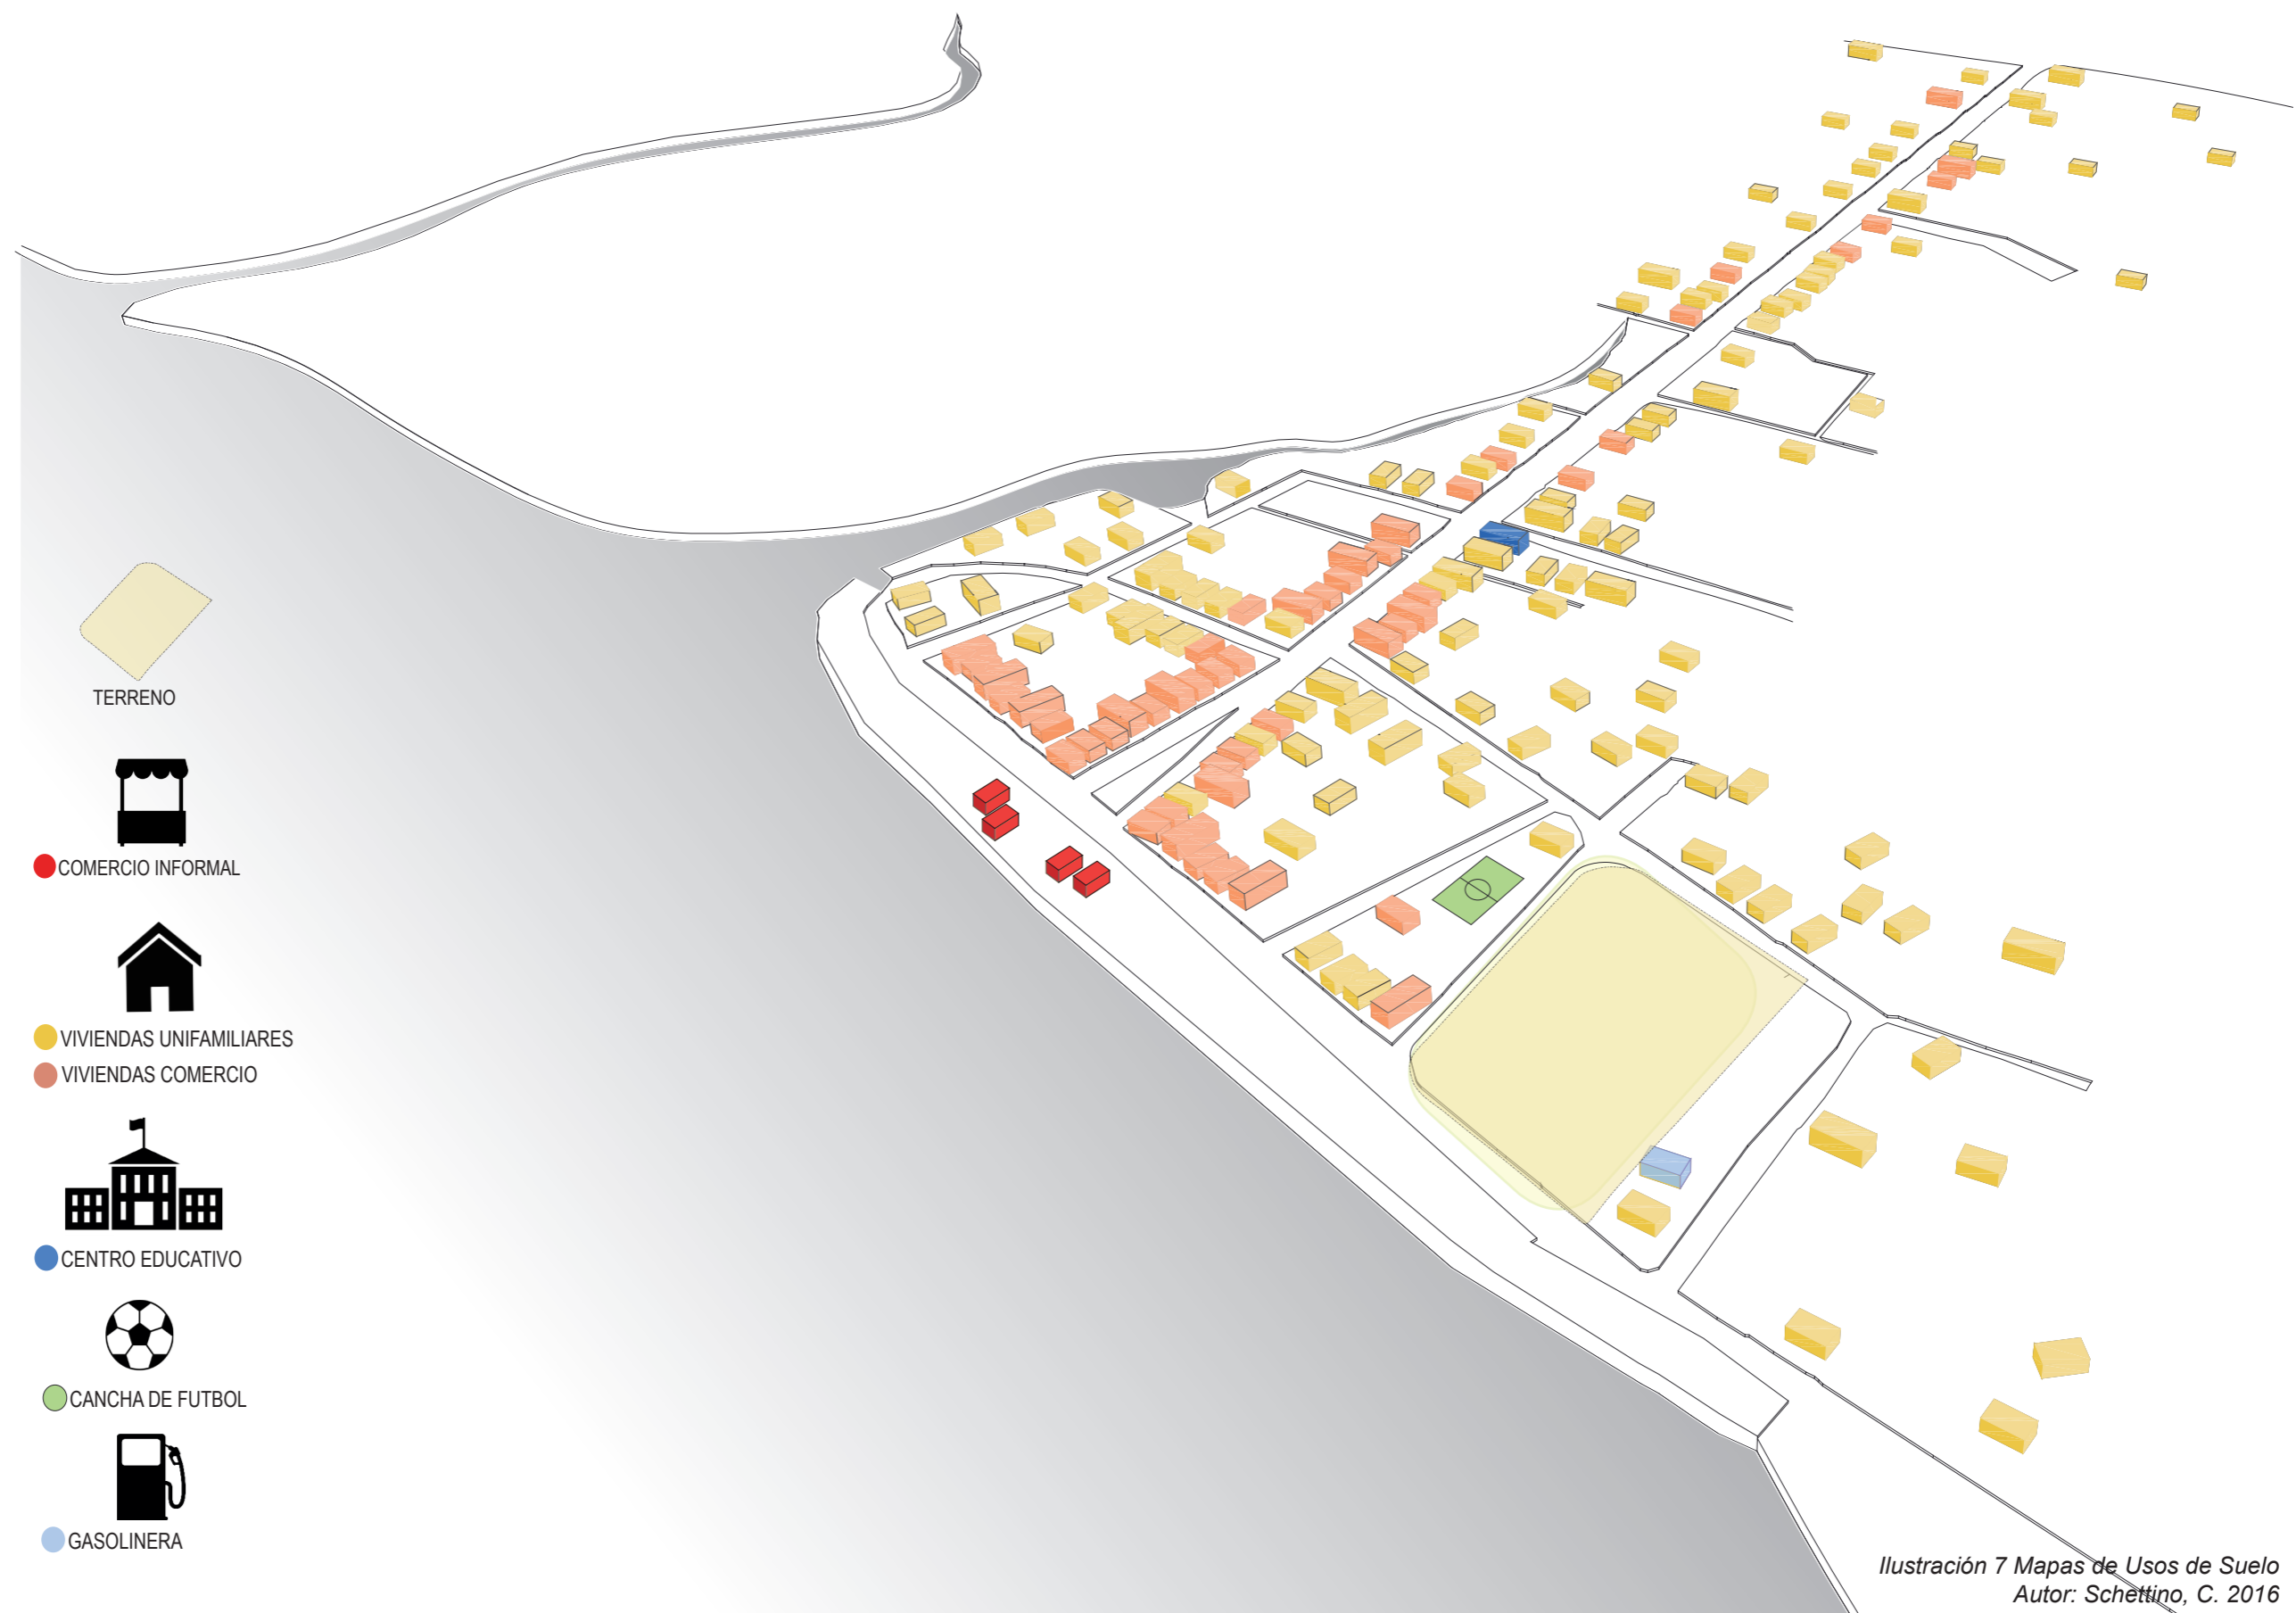 TERRENO
COMERCIO INFORMAL
VIVIENDAS UNIFAMILIARES
VIVIENDAS COMERCIO
CENTRO EDUCATIVO
CANCHA DE FUTBOL
GASOLINERA
Ilustración 7 Mapas de Usos de Suelo
Autor: Schettino, C. 2016